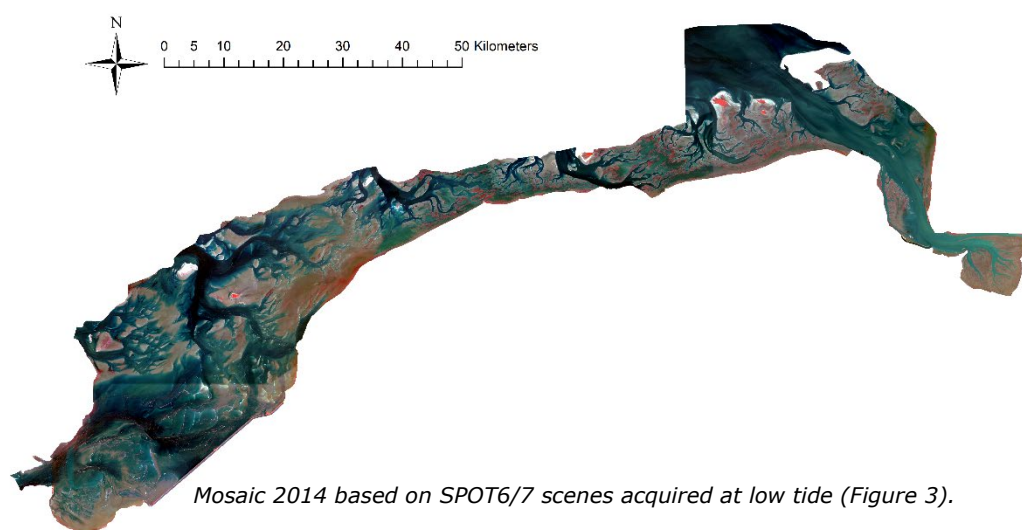 N
0 5 10 20 30 40 50 Kilometers
Mosaic 2014 based on SPOT6/7 scenes acquired at low tide (Figure 3).